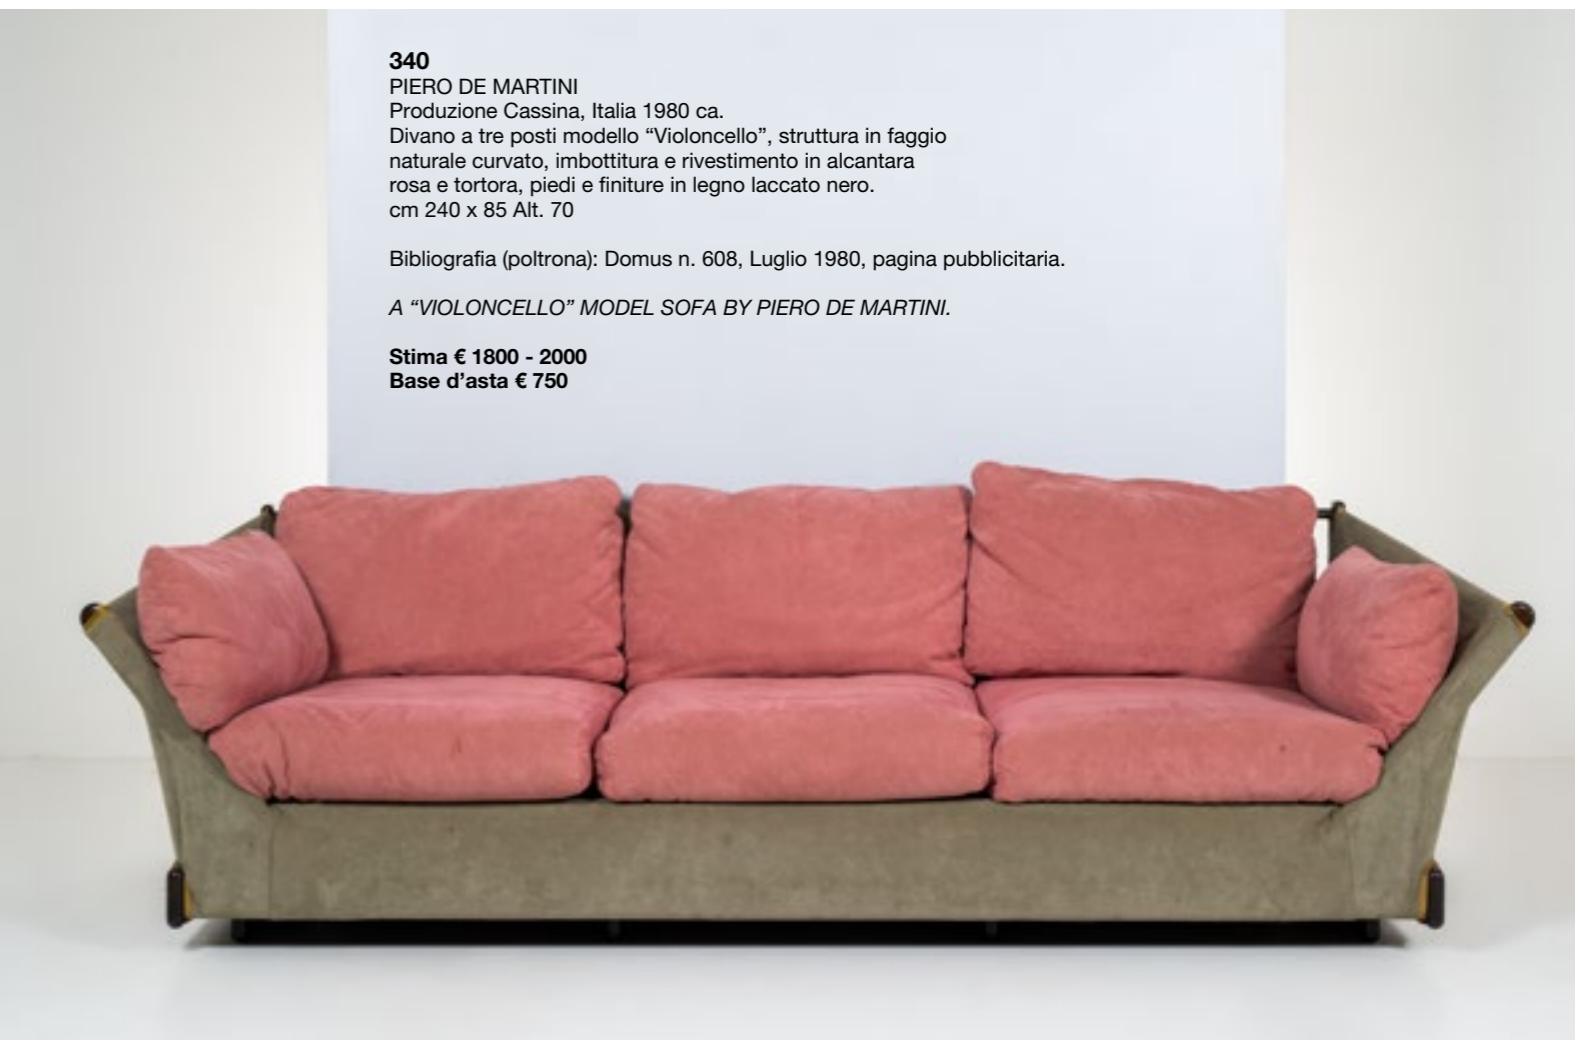 340
PIERO DE MARTINI
Produzione Cassina, Italia 1980 ca.
Divano a tre posti modello “Violoncello”, struttura in faggio
naturale curvato, imbottitura e rivestimento in alcantara
rosa e tortora, piedi e finiture in legno laccato nero.
cm 240 x 85 Alt. 70
Bibliografia (poltrona): Domus n. 608, Luglio 1980, pagina pubblicitaria.
A “VIOLONCELLO” MODEL SOFA BY PIERO DE MARTINI.
Stima € 1800 - 2000
Base d’asta € 750